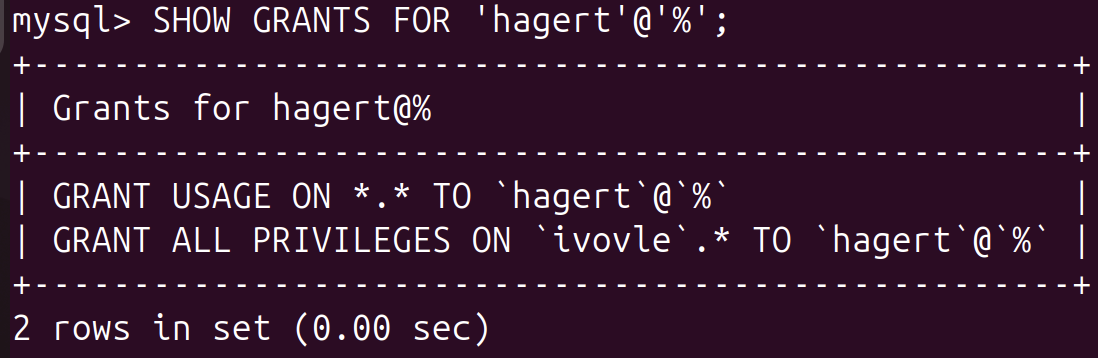 mysql> SHOW GRANTS FOR 'hagert'@'%';
+----------------------------------------------------+
| Grants for hagert@%                                |
+----------------------------------------------------+
| GRANT USAGE ON *.* TO `hagert`@`%`                 |
| GRANT ALL PRIVILEGES ON `ivovle`.* TO `hagert`@`%` |
+----------------------------------------------------+
2 rows in set (0.00 sec)